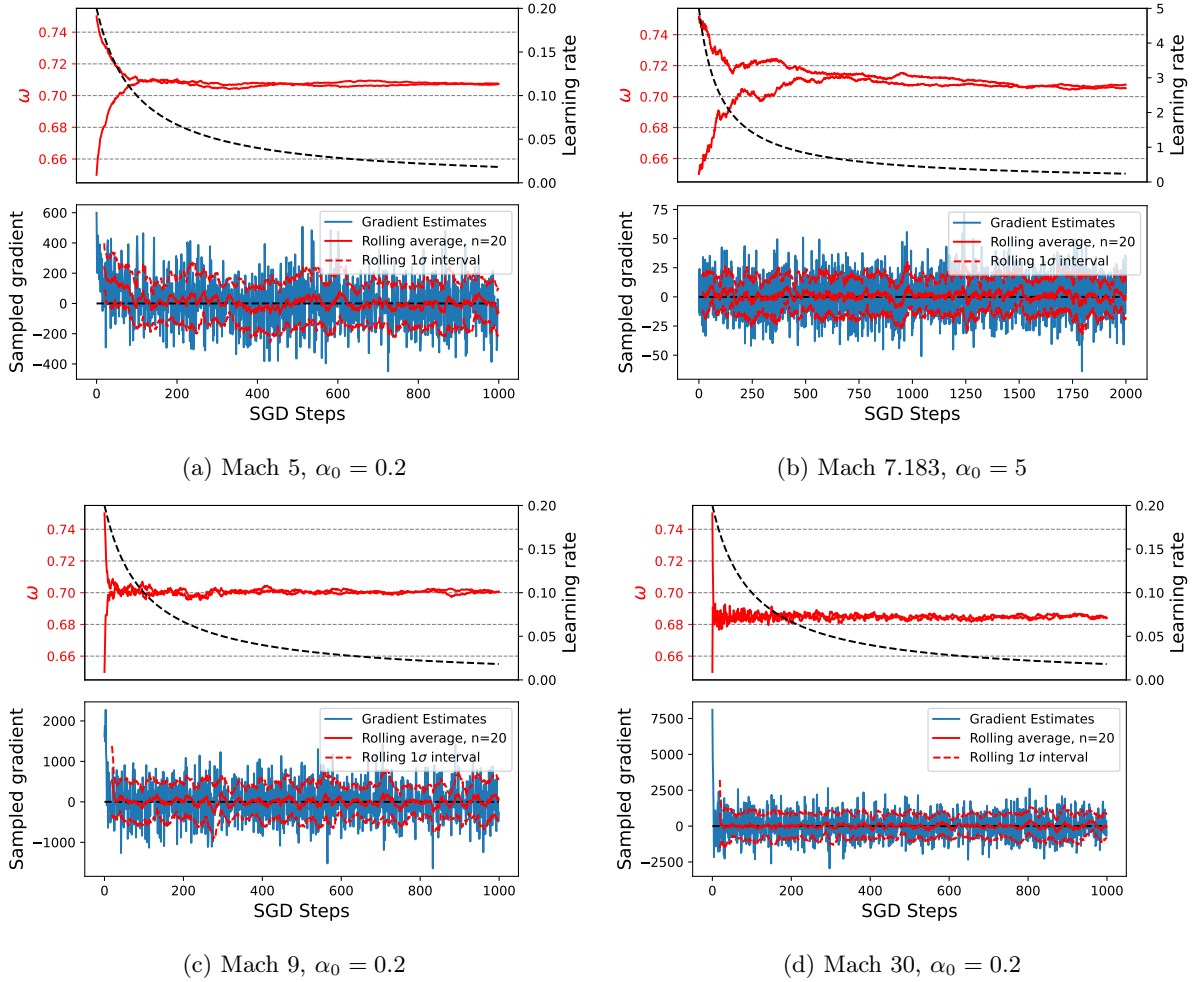 0.74
0.72
0.70
0.68
0.66
ω
0.20
0.15
0.10
0.05
0.00
Learning rate
600
400
200
0
−200
−400
Sampled gradient
Gradient Estimates
Rolling average, n=20
Rolling 1σ interval
0 200 400 600 800 1000
SGD Steps
(a) Mach 5, α₀ = 0.2
0.74
0.72
0.70
0.68
0.66
ω
5
4
3
2
1
0
Learning rate
75
50
25
0
−25
−50
Sampled gradient
Gradient Estimates
Rolling average, n=20
Rolling 1σ interval
0 250 500 750 1000 1250 1500 1750 2000
SGD Steps
(b) Mach 7.183, α₀ = 5
0.74
0.72
0.70
0.68
0.66
ω
0.20
0.15
0.10
0.05
0.00
Learning rate
2000
1000
0
−1000
Sampled gradient
Gradient Estimates
Rolling average, n=20
Rolling 1σ interval
0 200 400 600 800 1000
SGD Steps
(c) Mach 9, α₀ = 0.2
0.74
0.72
0.70
0.68
0.66
ω
0.20
0.15
0.10
0.05
0.00
Learning rate
7500
5000
2500
0
−2500
Sampled gradient
Gradient Estimates
Rolling average, n=20
Rolling 1σ interval
0 200 400 600 800 1000
SGD Steps
(d) Mach 30, α₀ = 0.2